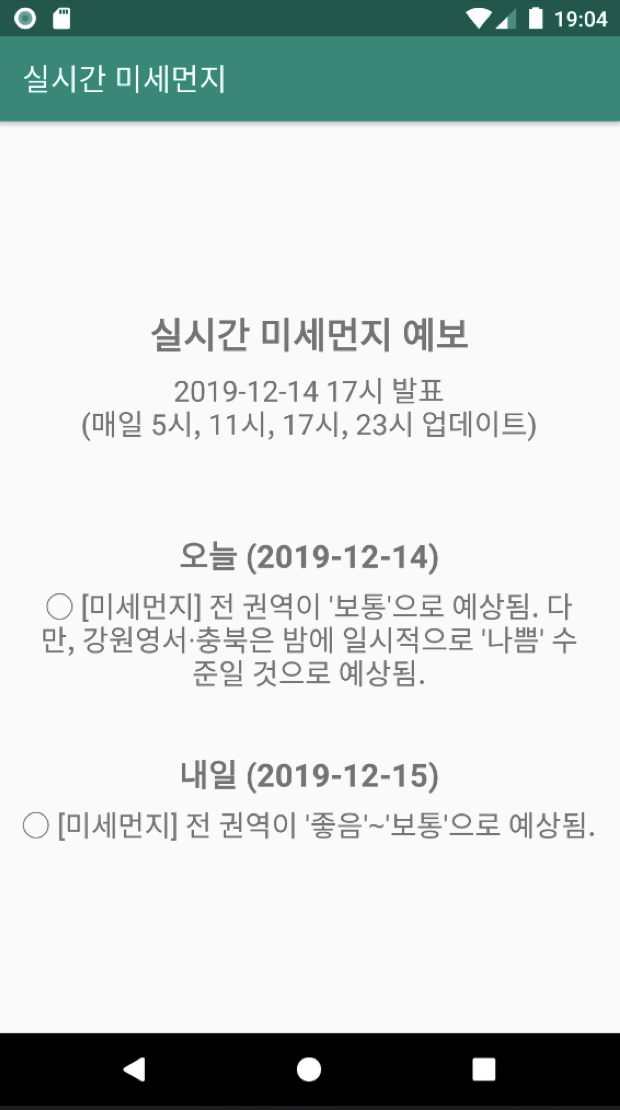 19:04
실시간 미세먼지
실시간 미세먼지 예보
2019-12-14 17시 발표
(매일 5시, 11시, 17시, 23시 업데이트)
오늘 (2019-12-14)
○ [미세먼지] 전 권역이 '보통'으로 예상됨. 다
만, 강원영서·충북은 밤에 일시적으로 '나쁨' 수
준일 것으로 예상됨.
내일 (2019-12-15)
○ [미세먼지] 전 권역이 '좋음'~'보통'으로 예상됨.